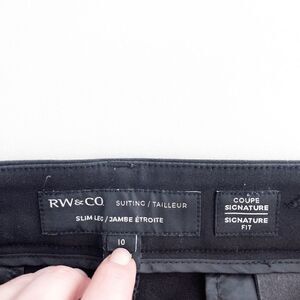 RW&CO SUITING / TAILLEUR
SLIM LEG / JAMBE ÉTROITE
10
COUPE
SIGNATURE
SIGNATURE
FIT